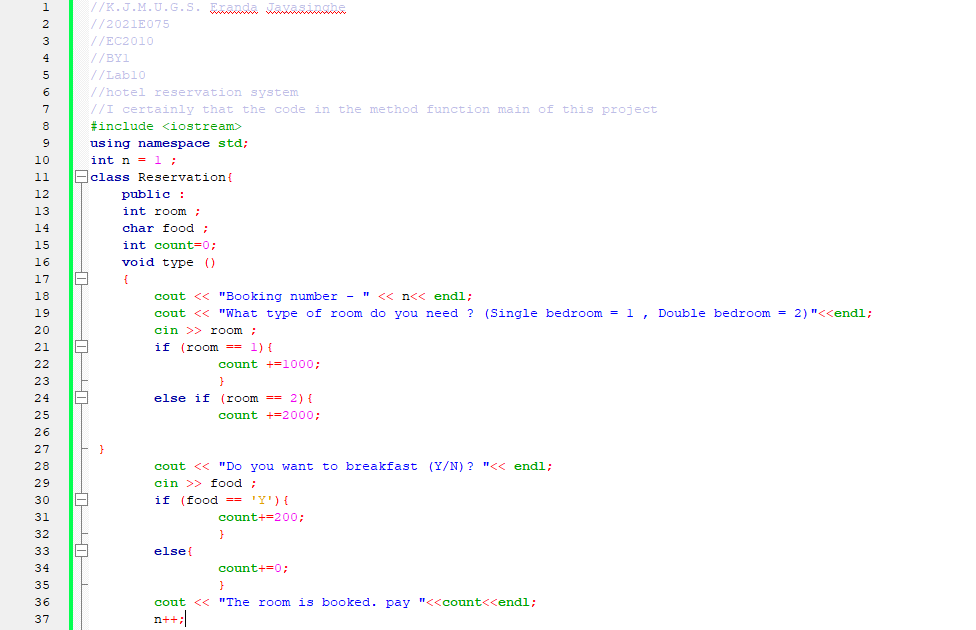 1 //K.J.M.U.G.S. Eranda Jayasinghe
2 //2021E075
3 //EC2010
4 //BY1
5 //Lab10
6 //hotel reservation system
7 //I certainly that the code in the method function main of this project
8 #include <iostream>
9 using namespace std;
10 int n = 1 ;
11 class Reservation{
12 public :
13 int room ;
14 char food ;
15 int count=0;
16 void type ()
17 {
18 cout << "Booking number - " << n<< endl;
19 cout << "What type of room do you need ? (Single bedroom = 1 , Double bedroom = 2)"<<endl;
20 cin >> room ;
21 if (room == 1){
22 count +=1000;
23 }
24 else if (room == 2){
25 count +=2000;
26
27 }
28 cout << "Do you want to breakfast (Y/N)? "<< endl;
29 cin >> food ;
30 if (food == 'Y'){
31 count+=200;
32 }
33 else{
34 count+=0;
35 }
36 cout << "The room is booked. pay "<<count<<endl;
37 n++;